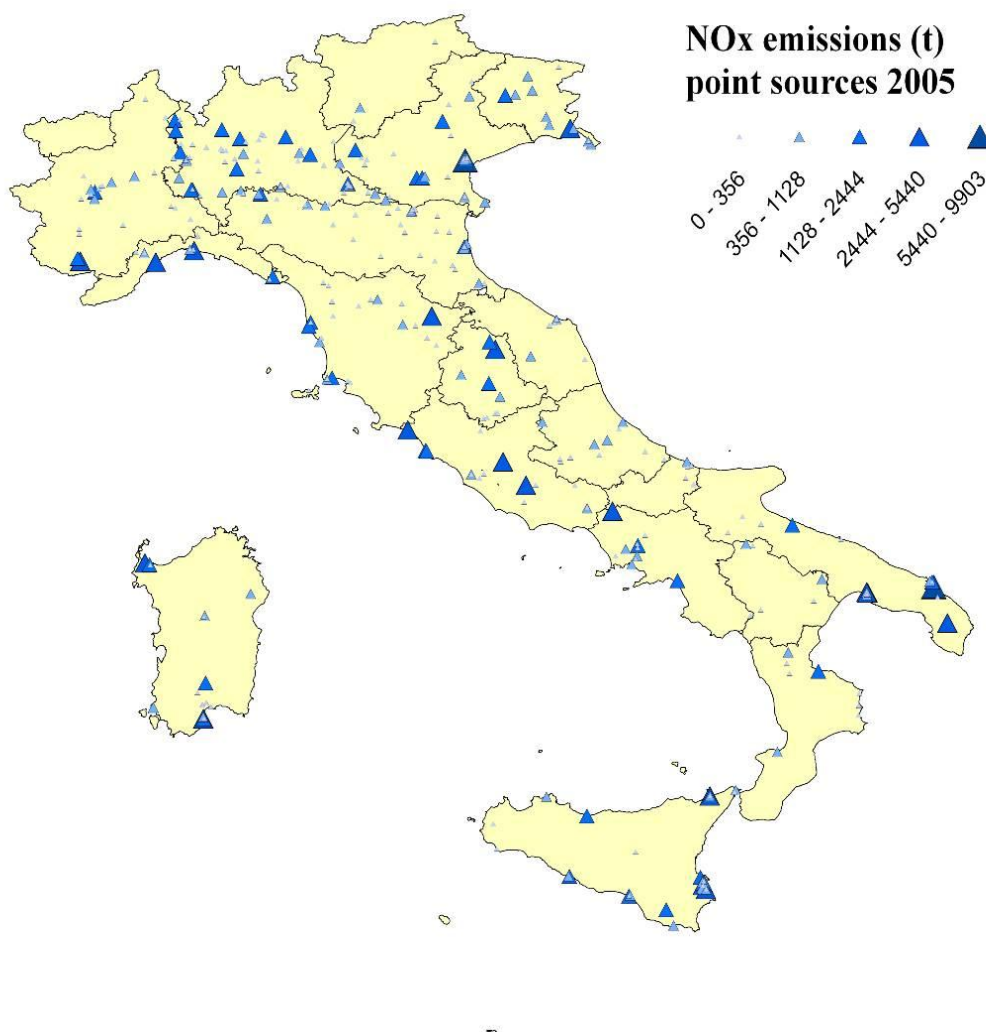 NOx emissions (t)
point sources 2005
0 - 356
356 - 1128
1128 - 2444
2444 - 5440
5440 - 9903